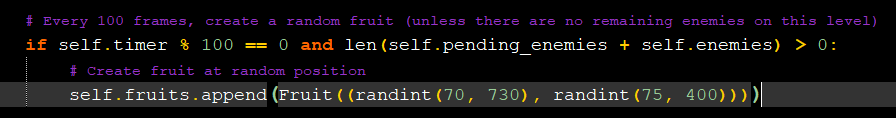 # Every 100 frames, create a random fruit (unless there are no remaining enemies on this level)
if self.timer % 100 == 0 and len(self.pending_enemies + self.enemies) > 0:
# Create fruit at random position
self.fruits.append(Fruit((randint(70, 730), randint(75, 400))))